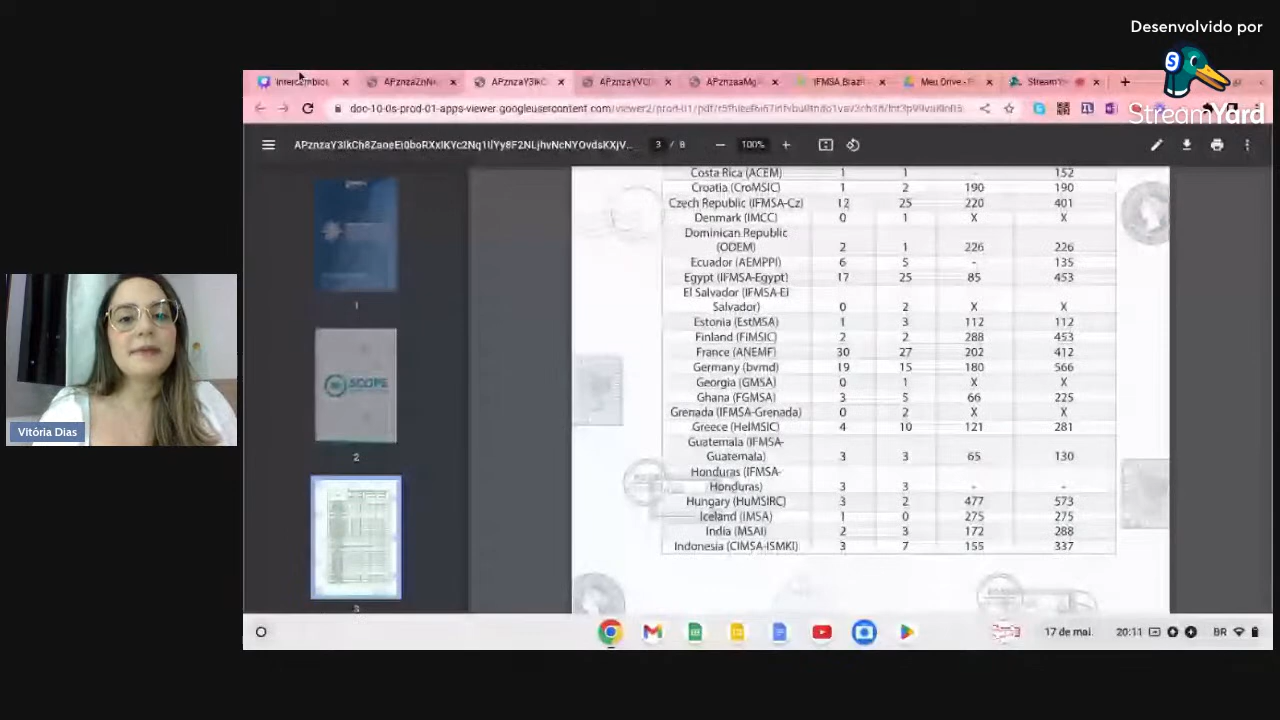 Desenvolvido por
StreamYard
IFMSA Brazil
Meu Drive -
StreamY
3 / 8
100%
Costa Rica (ACEM) 1 1 - 152
Croatia (CroMSIC) 1 2 190 190
Czech Republic (IFMSA-Cz) 12 25 220 401
Denmark (IMCC) 0 1 X X
Dominican Republic
(ODEM) 2 1 226 226
Ecuador (AEMPPI) 6 5 - 135
Egypt (IFMSA-Egypt) 17 25 85 453
El Salvador (IFMSA-El
Salvador) 0 2 X X
Estonia (EstMSA) 1 3 112 112
Finland (FiMSIC) 2 2 288 453
France (ANEMF) 30 27 202 412
Germany (bvmd) 19 15 180 566
Georgia (GMSA) 0 1 X X
Ghana (FGMSA) 3 5 66 225
Grenada (IFMSA-Grenada) 0 2 X X
Greece (HelMSIC) 4 10 121 281
Guatemala (IFMSA-
Guatemala) 3 3 65 130
Honduras (IFMSA-
Honduras) 3 3 - -
Hungary (HuMSIRC) 3 2 477 573
Iceland (IMSA) 1 0 275 275
India (MSAI) 2 3 172 288
Indonesia (CIMSA-ISMKI) 3 7 155 337
1
SCOPE
2
3
Vitória Dias
17 de mai. 20:11 BR